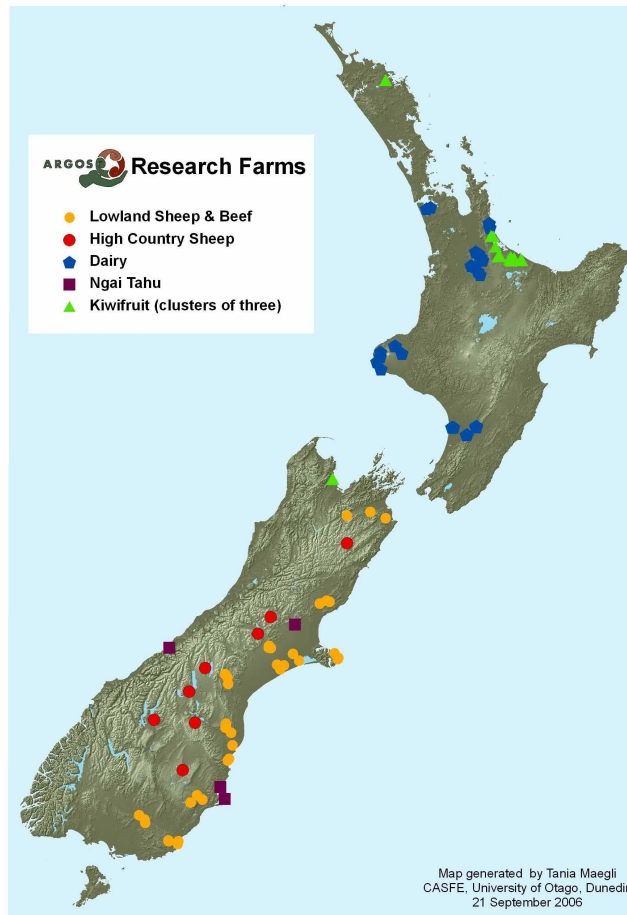 ARGOS Research Farms
Lowland Sheep & Beef
High Country Sheep
Dairy
Ngai Tahu
Kiwifruit (clusters of three)
Map generated by Tania Maegli
CASFE, University of Otago, Dunedin
21 September 2006